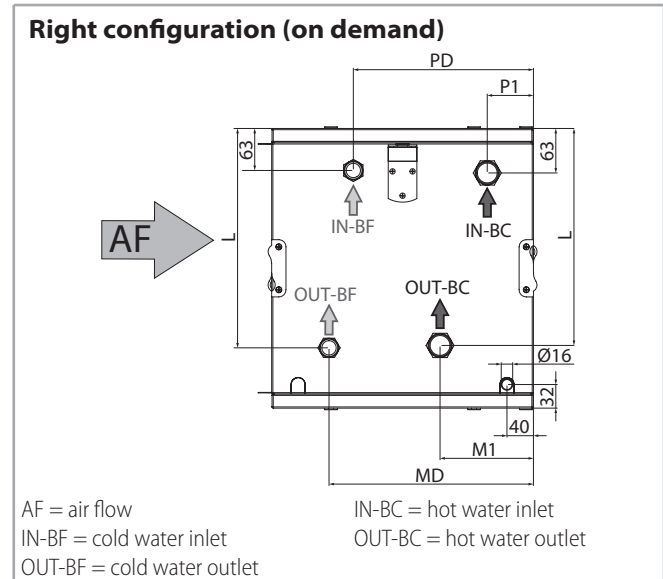 Right configuration (on demand)
PD
P1
63
63
IN-BF
IN-BC
AF
L
L
OUT-BF
OUT-BC
Ø16
32
40
M1
MD
AF = air flow
IN-BF = cold water inlet
OUT-BF = cold water outlet
IN-BC = hot water inlet
OUT-BC = hot water outlet